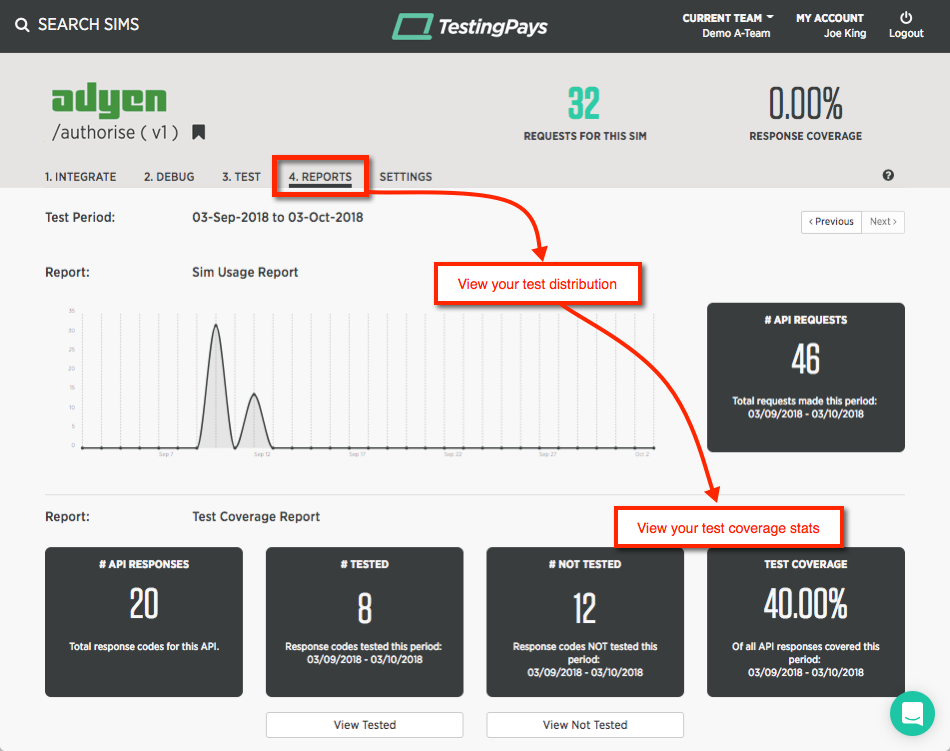 SEARCH SIMS
TestingPays
CURRENT TEAM
Demo A-Team
MY ACCOUNT
Joe King
Logout
adyen
/authorise ( v1 )
32
REQUESTS FOR THIS SIM
0.00%
RESPONSE COVERAGE
1. INTEGRATE
2. DEBUG
3. TEST
4. REPORTS
SETTINGS
?
Test Period:
03-Sep-2018 to 03-Oct-2018
‹ Previous
Next ›
Report:
Sim Usage Report
View your test distribution
35
30
25
20
15
10
5
0
Sep 7
Sep 12
Sep 17
Sep 22
Sep 27
Oct 2
# API REQUESTS
46
Total requests made this period:
03/09/2018 - 03/10/2018
Report:
Test Coverage Report
View your test coverage stats
# API RESPONSES
20
Total response codes for this API.
# TESTED
8
Response codes tested this period:
03/09/2018 - 03/10/2018
# NOT TESTED
12
Response codes NOT tested this
period:
03/09/2018 - 03/10/2018
TEST COVERAGE
40.00%
Of all API responses covered this
period:
03/09/2018 - 03/10/2018
View Tested
View Not Tested